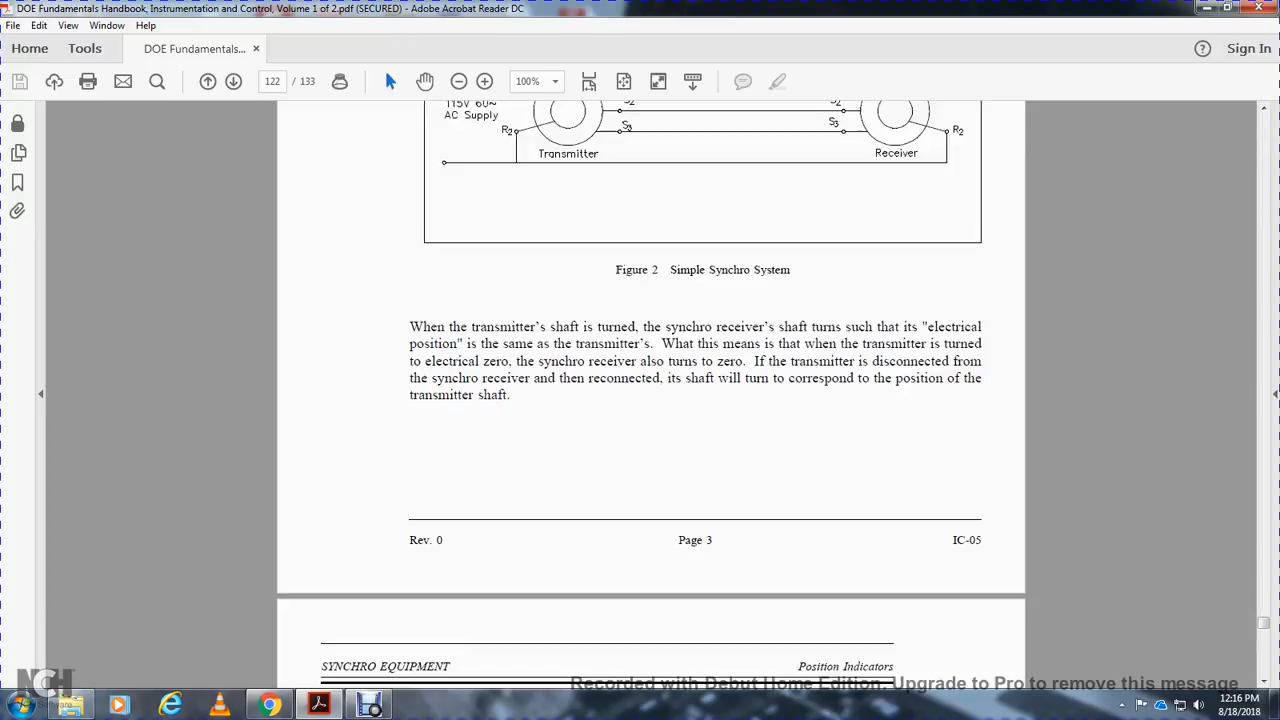 DOE Fundamentals Handbook, Instrumentation and Control, Volume 1 of 2.pdf (SECURED) - Adobe Acrobat Reader DC
File Edit View Window Help
Home Tools DOE Fundamentals... × Sign In
122 / 133 100%
115V 60~
AC Supply
S2 S2
R2 S3 S3 R2
Transmitter Receiver
Figure 2 Simple Synchro System
When the transmitter's shaft is turned, the synchro receiver's shaft turns such that its "electrical
position" is the same as the transmitter's. What this means is that when the transmitter is turned
to electrical zero, the synchro receiver also turns to zero. If the transmitter is disconnected from
the synchro receiver and then reconnected, its shaft will turn to correspond to the position of the
transmitter shaft.
Rev. 0 Page 3 IC-05
SYNCHRO EQUIPMENT Position Indicators
NCH Software
Recorded with Debut Home Edition. Upgrade to Pro to remove this message
12:16 PM
8/18/2018